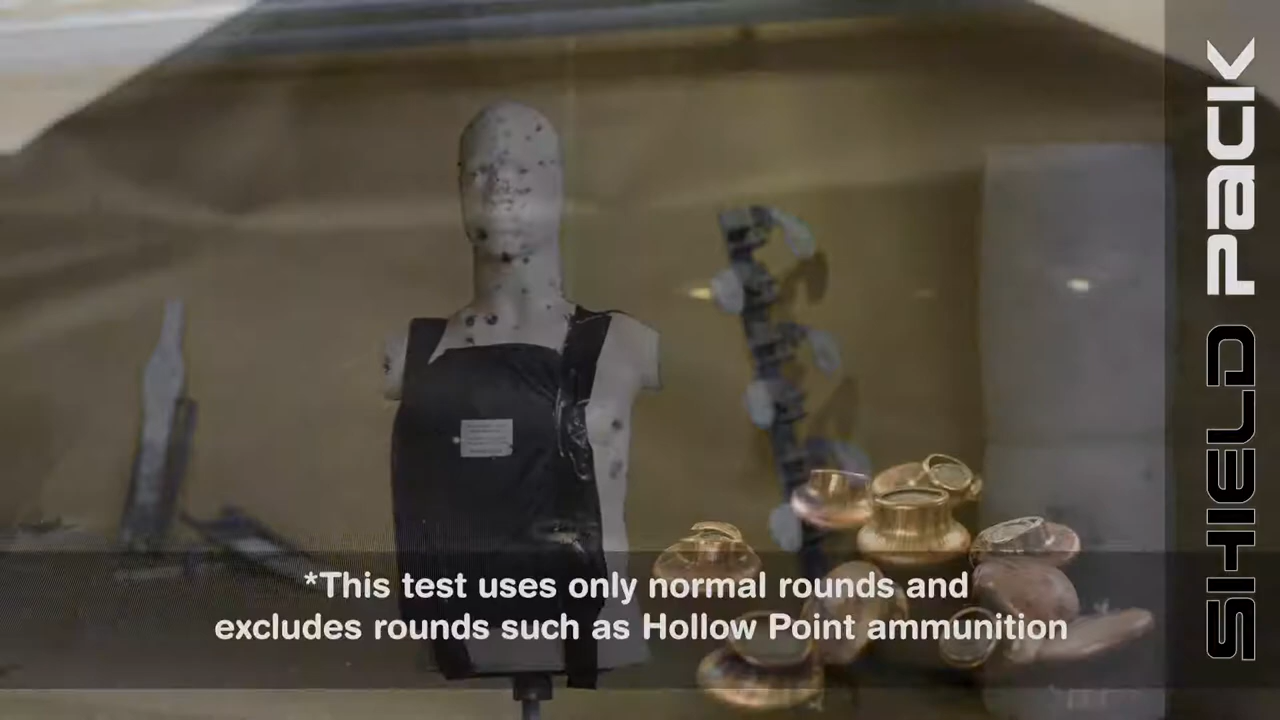 *This test uses only normal rounds and
excludes rounds such as Hollow Point ammunition
SHIELD PACK